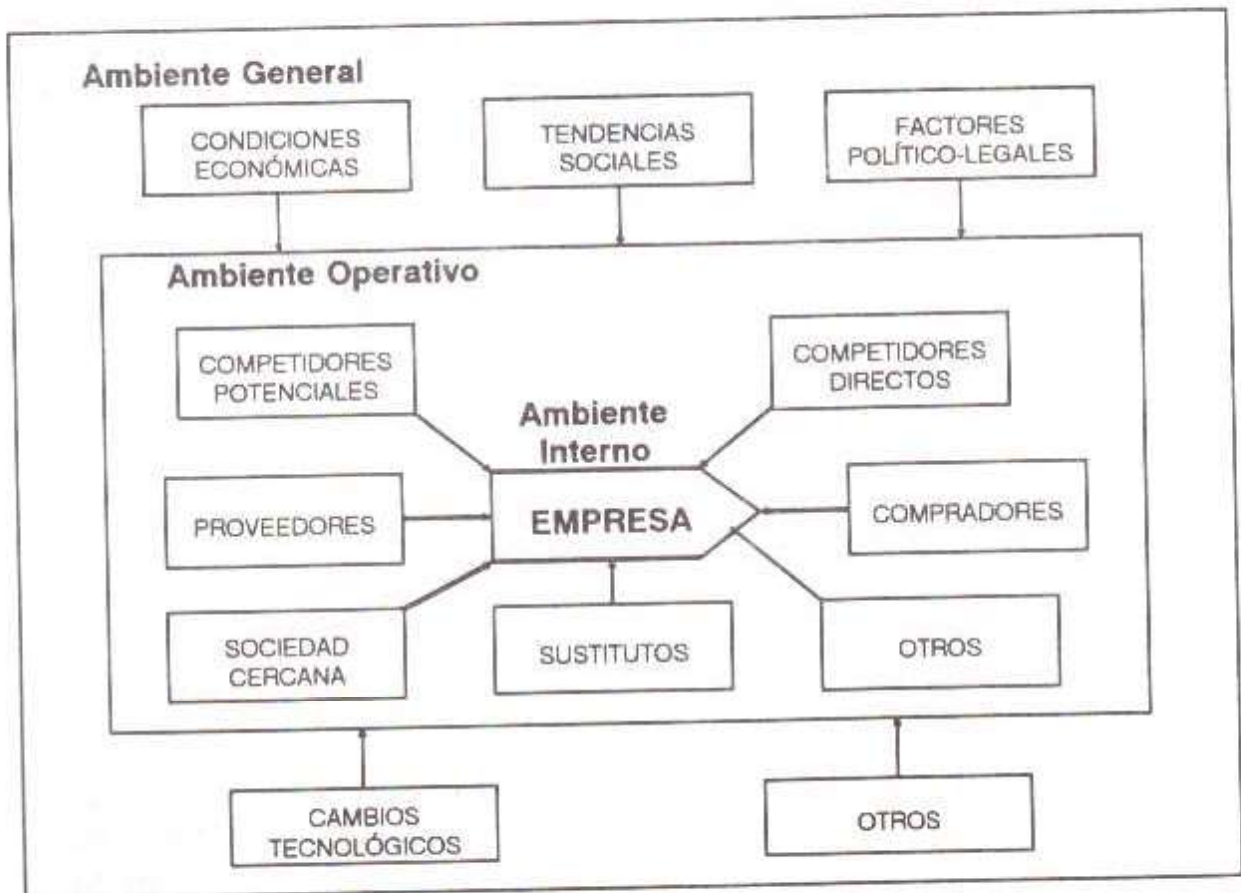 Ambiente General
CONDICIONES
ECONÓMICAS
TENDENCIAS
SOCIALES
FACTORES
POLÍTICO-LEGALES
Ambiente Operativo
COMPETIDORES
POTENCIALES
COMPETIDORES
DIRECTOS
Ambiente
Interno
PROVEEDORES
EMPRESA
COMPRADORES
SOCIEDAD
CERCANA
SUSTITUTOS
OTROS
CAMBIOS
TECNOLÓGICOS
OTROS